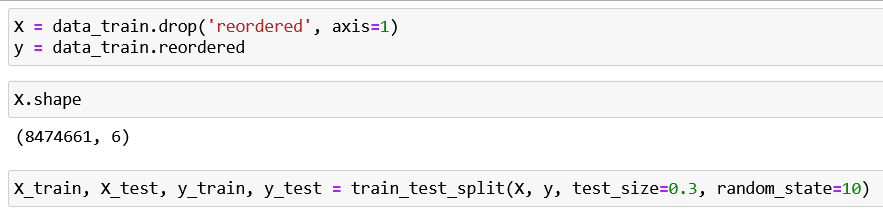 X = data_train.drop('reordered', axis=1)
y = data_train.reordered
X.shape
(8474661, 6)
X_train, X_test, y_train, y_test = train_test_split(X, y, test_size=0.3, random_state=10)